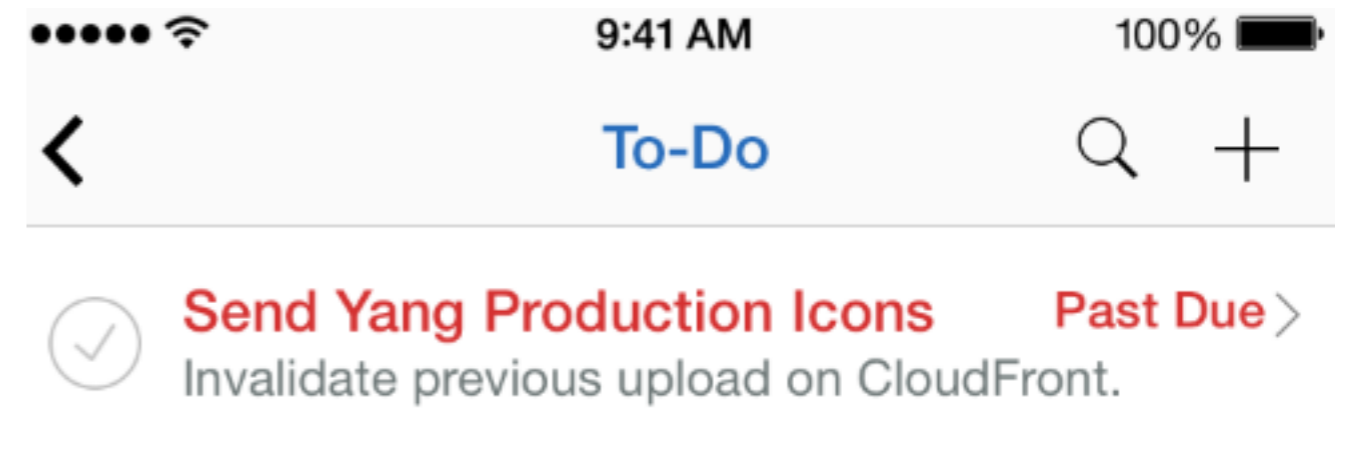 9:41 AM 100%
To-Do
Send Yang Production Icons Past Due
Invalidate previous upload on CloudFront.